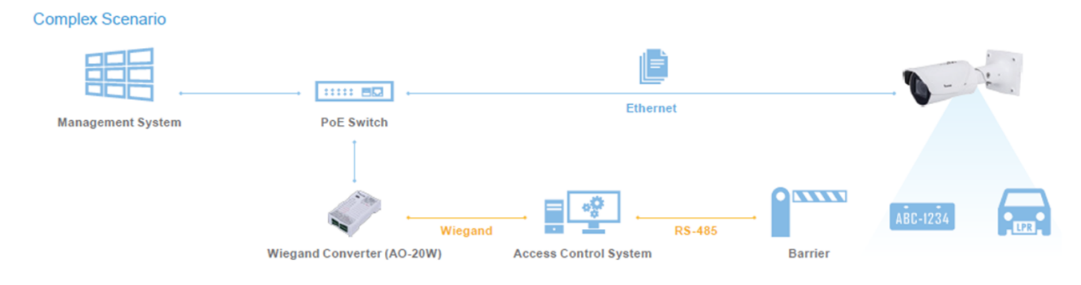 Complex Scenario
Ethernet
Management System
PoE Switch
ABC-1234
LPR
Wiegand
RS-485
Wiegand Converter (AO-20W)
Access Control System
Barrier